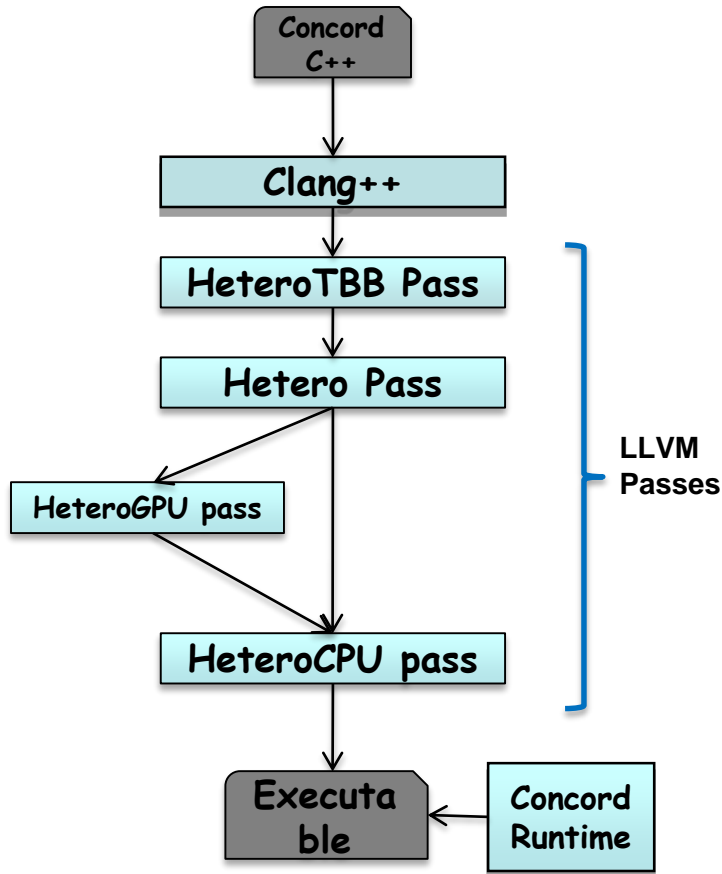 Concord
C++
Clang++
HeteroTBB Pass
Hetero Pass
LLVM
Passes
HeteroGPU pass
HeteroCPU pass
Executa
ble
Concord
Runtime